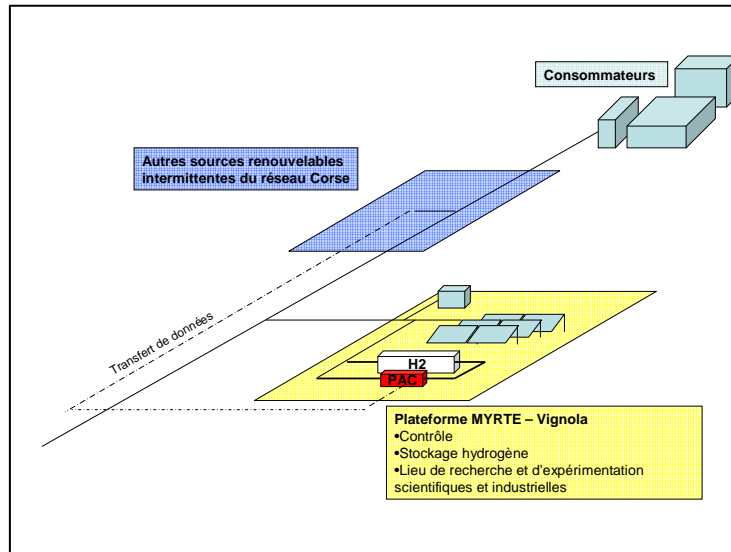 Consommateurs
Autres sources renouvelables
intermittentes du réseau Corse
Transfert de données
H2
PAC
Plateforme MYRTE – Vignola
•Contrôle
•Stockage hydrogène
•Lieu de recherche et d'expérimentation
scientifiques et industrielles